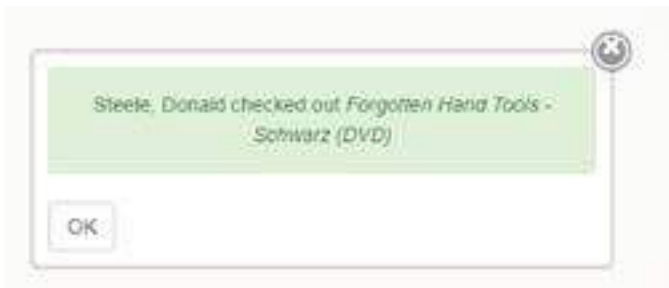 Steele, Donald checked out Forgotten Hand Tools -
Schwarz (DVD)
OK